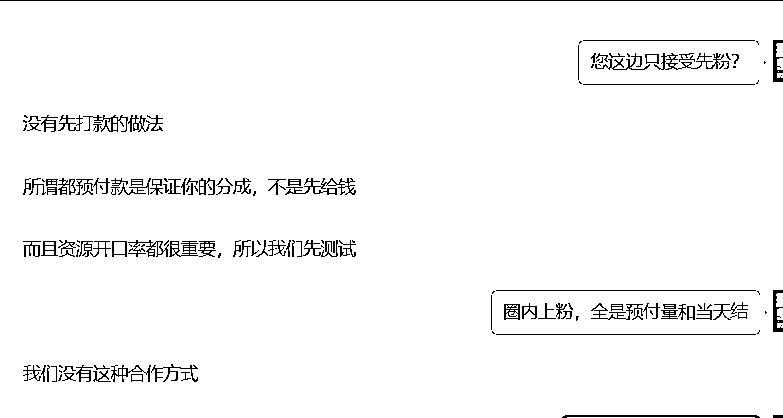 您这边只接受先粉？
没有先打款的做法
所谓都预付款是保证你的分成，不是先给钱
而且资源开口率都很重要，所以我们先测试
圈内上粉，全是预付量和当天结
我们没有这种合作方式